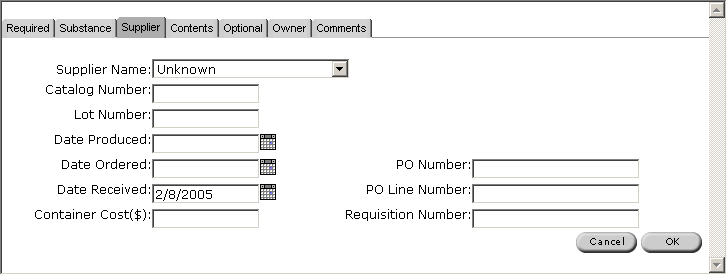 Required Substance Supplier Contents Optional Owner Comments
Supplier Name: Unknown
Catalog Number:
Lot Number:
Date Produced:
Date Ordered: PO Number:
Date Received: 2/8/2005 PO Line Number:
Container Cost($): Requisition Number:
Cancel OK